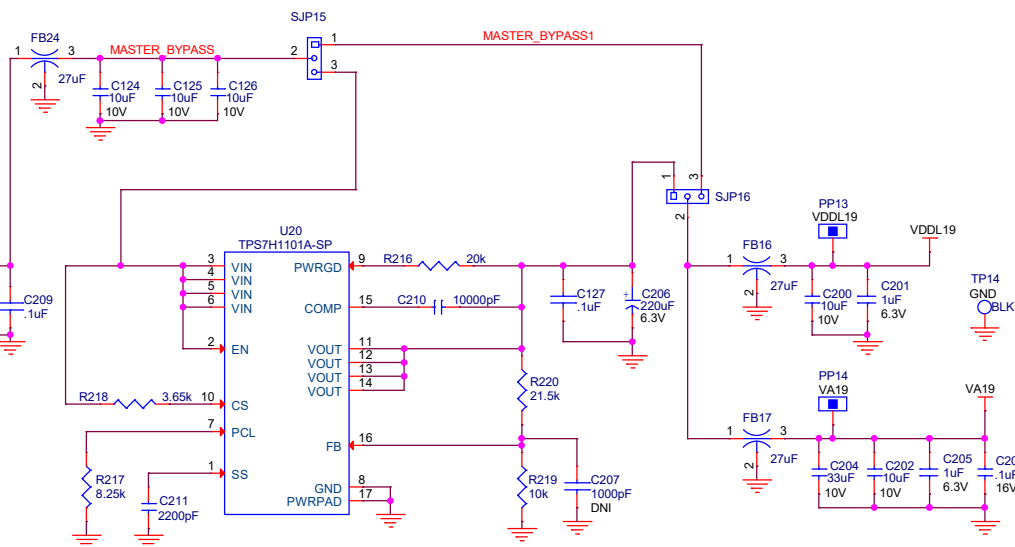 SJP15
FB24
1 3
MASTER_BYPASS
2
1
MASTER_BYPASS1
3
2
27uF
C124
10uF
10V
C125
10uF
10V
C126
10uF
10V
1
3
SJP16
2
U20
TPS7H1101A-SP
3 VIN
4 VIN
5 VIN
6 VIN
2 EN
10 CS
7 PCL
1 SS
PWRGD 9
COMP 15
VOUT 11
VOUT 12
VOUT 13
VOUT 14
FB 16
GND 8
PWRPAD 17
C209
.1uF
R218 3.65k
R217
8.25k
C211
2200pF
R216 20k
C210 10000pF
C127
.1uF
+
C206
220uF
6.3V
R220
21.5k
R219
10k
C207
1000pF
DNI
FB16
1 3
2
27uF
PP13
VDDL19
VDDL19
C200
10uF
10V
C201
1uF
6.3V
TP14
GND
BLK
FB17
1 3
2
27uF
PP14
VA19
VA19
C204
33uF
10V
C202
10uF
10V
C205
1uF
6.3V
C20
.1uF
16V